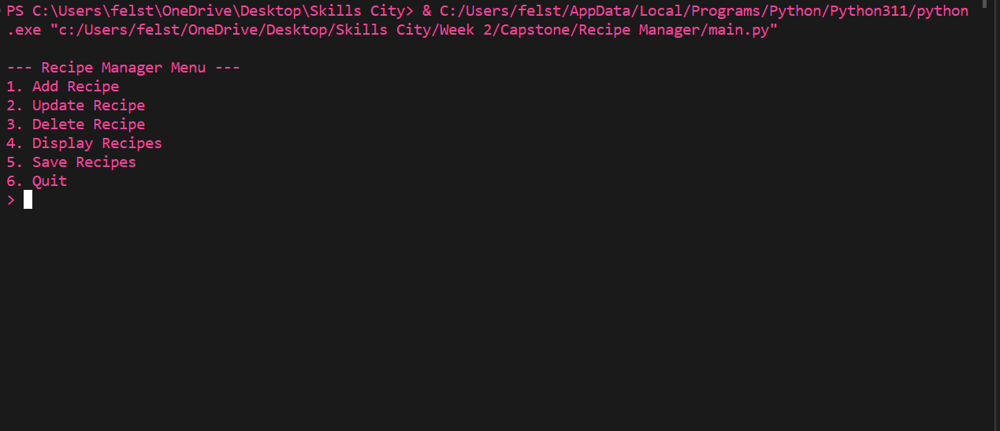 PS C:\Users\felst\OneDrive\Desktop\Skills City> & C:/Users/felst/AppData/Local/Programs/Python/Python311/python
.exe "c:/Users/felst/OneDrive/Desktop/Skills City/Week 2/Capstone/Recipe Manager/main.py"
--- Recipe Manager Menu ---
1. Add Recipe
2. Update Recipe
3. Delete Recipe
4. Display Recipes
5. Save Recipes
6. Quit
>